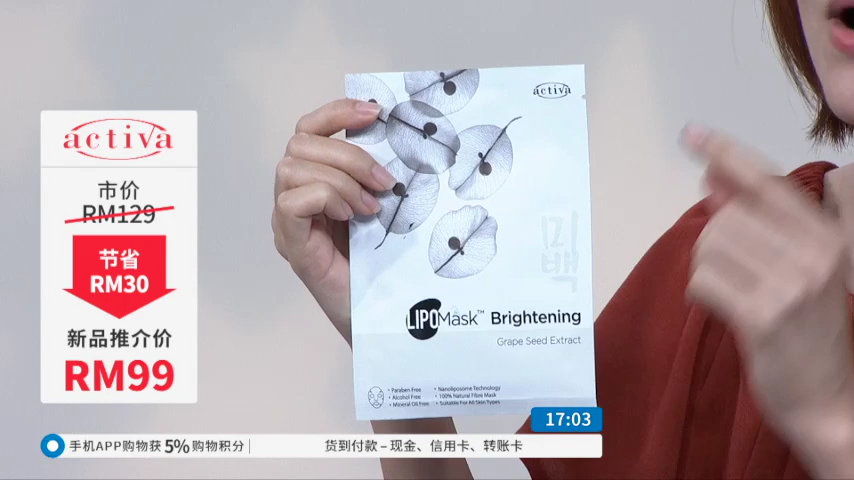 activa
市价
RM129
节省
RM30
新品推介价
RM99
activa
미백
LIPOMask™ Brightening
Grape Seed Extract
• Paraben Free
• Alcohol Free
• Mineral Oil Free
• Nanoliposome Technology
• 100% Natural Fibre Mask
• Suitable For All Skin Types
17:03
手机APP购物获5%购物积分
货到付款 – 现金、信用卡、转账卡